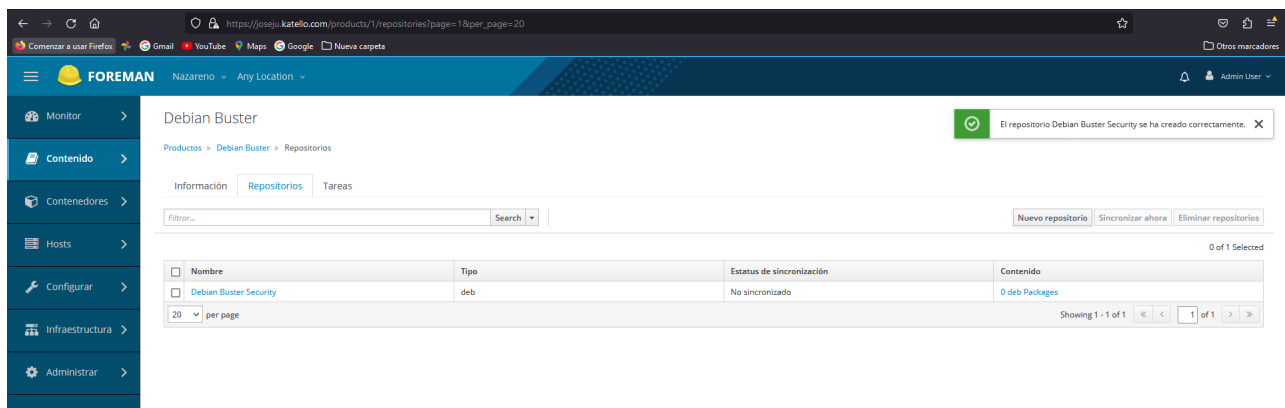 https://joseju.katello.com/products/1/repositories?page=1&per_page=20
Comenzar a usar Firefox Gmail YouTube Maps Google Nueva carpeta Otros marcadores
FOREMAN Nazareno Any Location Admin User
Monitor
Contenido
Contenedores
Hosts
Configurar
Infraestructura
Administrar
Debian Buster
El repositorio Debian Buster Security se ha creado correctamente.
Productos » Debian Buster » Repositorios
Información Repositorios Tareas
Filtrar... Search Nuevo repositorio Sincronizar ahora Eliminar repositorios
0 of 1 Selected
Nombre Tipo Estatus de sincronización Contenido
Debian Buster Security deb No sincronizado 0 deb Packages
20 per page Showing 1 - 1 of 1 « < 1 of 1 > »